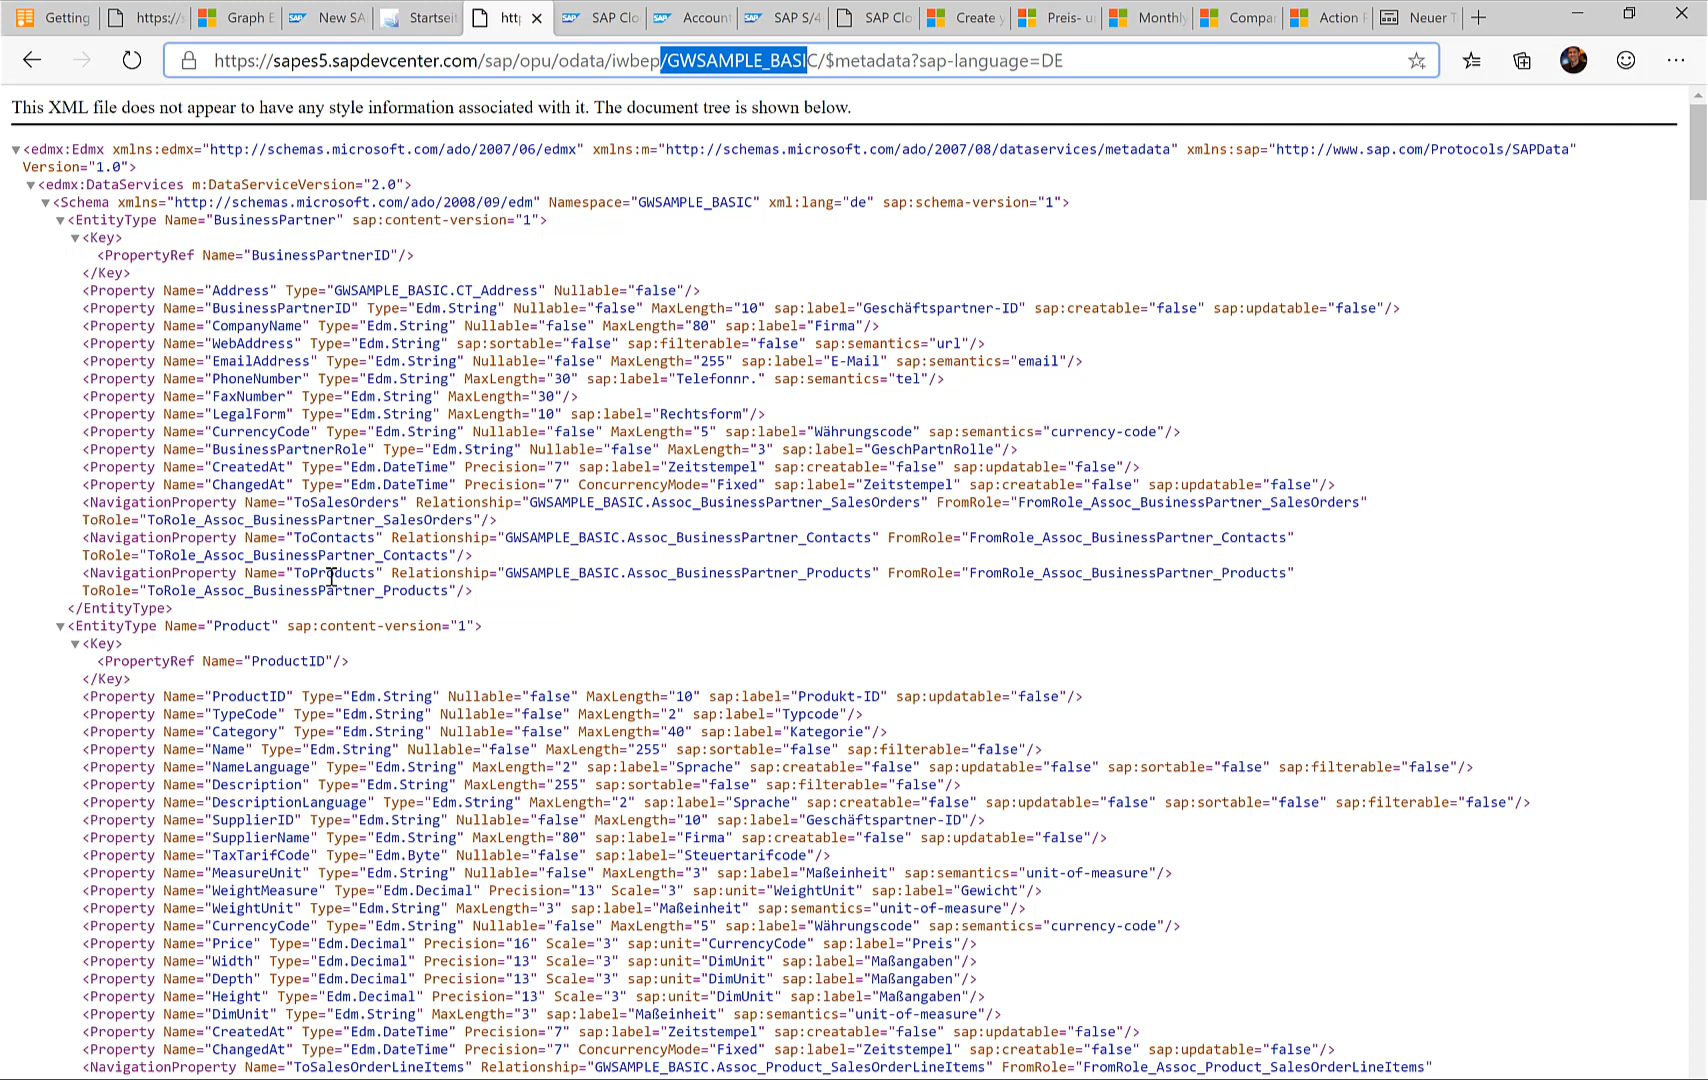 Getting
https:/
Graph E
New SA
Startseit
htt
SAP Clo
Accoun
SAP S/4
SAP Clo
Create y
Preis- u
Monthly
Compa
Action
Neuer T
https://sapes5.sapdevcenter.com/sap/opu/odata/iwbep/GWSAMPLE_BASIC/$metadata?sap-language=DE
This XML file does not appear to have any style information associated with it. The document tree is shown below.
<edmx:Edmx xmlns:edmx="http://schemas.microsoft.com/ado/2007/06/edmx" xmlns:m="http://schemas.microsoft.com/ado/2007/08/dataservices/metadata" xmlns:sap="http://www.sap.com/Protocols/SAPData"
Version="1.0">
<edmx:DataServices m:DataServiceVersion="2.0">
<Schema xmlns="http://schemas.microsoft.com/ado/2008/09/edm" Namespace="GWSAMPLE_BASIC" xml:lang="de" sap:schema-version="1">
<EntityType Name="BusinessPartner" sap:content-version="1">
<Key>
<PropertyRef Name="BusinessPartnerID"/>
</Key>
<Property Name="Address" Type="GWSAMPLE_BASIC.CT_Address" Nullable="false"/>
<Property Name="BusinessPartnerID" Type="Edm.String" Nullable="false" MaxLength="10" sap:label="Geschäftspartner-ID" sap:creatable="false" sap:updatable="false"/>
<Property Name="CompanyName" Type="Edm.String" Nullable="false" MaxLength="80" sap:label="Firma"/>
<Property Name="WebAddress" Type="Edm.String" sap:sortable="false" sap:filterable="false" sap:semantics="url"/>
<Property Name="EmailAddress" Type="Edm.String" Nullable="false" MaxLength="255" sap:label="E-Mail" sap:semantics="email"/>
<Property Name="PhoneNumber" Type="Edm.String" MaxLength="30" sap:label="Telefonnr." sap:semantics="tel"/>
<Property Name="FaxNumber" Type="Edm.String" MaxLength="30"/>
<Property Name="LegalForm" Type="Edm.String" MaxLength="10" sap:label="Rechtsform"/>
<Property Name="CurrencyCode" Type="Edm.String" Nullable="false" MaxLength="5" sap:label="Währungscode" sap:semantics="currency-code"/>
<Property Name="BusinessPartnerRole" Type="Edm.String" Nullable="false" MaxLength="3" sap:label="GeschPartnRolle"/>
<Property Name="CreatedAt" Type="Edm.DateTime" Precision="7" sap:label="Zeitstempel" sap:creatable="false" sap:updatable="false"/>
<Property Name="ChangedAt" Type="Edm.DateTime" Precision="7" ConcurrencyMode="Fixed" sap:label="Zeitstempel" sap:creatable="false" sap:updatable="false"/>
<NavigationProperty Name="ToSalesOrders" Relationship="GWSAMPLE_BASIC.Assoc_BusinessPartner_SalesOrders" FromRole="FromRole_Assoc_BusinessPartner_SalesOrders"
ToRole="ToRole_Assoc_BusinessPartner_SalesOrders"/>
<NavigationProperty Name="ToContacts" Relationship="GWSAMPLE_BASIC.Assoc_BusinessPartner_Contacts" FromRole="FromRole_Assoc_BusinessPartner_Contacts"
ToRole="ToRole_Assoc_BusinessPartner_Contacts"/>
<NavigationProperty Name="ToProducts" Relationship="GWSAMPLE_BASIC.Assoc_BusinessPartner_Products" FromRole="FromRole_Assoc_BusinessPartner_Products"
ToRole="ToRole_Assoc_BusinessPartner_Products"/>
</EntityType>
<EntityType Name="Product" sap:content-version="1">
<Key>
<PropertyRef Name="ProductID"/>
</Key>
<Property Name="ProductID" Type="Edm.String" Nullable="false" MaxLength="10" sap:label="Produkt-ID" sap:updatable="false"/>
<Property Name="TypeCode" Type="Edm.String" Nullable="false" MaxLength="2" sap:label="Typcode"/>
<Property Name="Category" Type="Edm.String" Nullable="false" MaxLength="40" sap:label="Kategorie"/>
<Property Name="Name" Type="Edm.String" Nullable="false" MaxLength="255" sap:sortable="false" sap:filterable="false"/>
<Property Name="NameLanguage" Type="Edm.String" MaxLength="2" sap:label="Sprache" sap:creatable="false" sap:updatable="false" sap:sortable="false" sap:filterable="false"/>
<Property Name="Description" Type="Edm.String" MaxLength="255" sap:sortable="false" sap:filterable="false"/>
<Property Name="DescriptionLanguage" Type="Edm.String" MaxLength="2" sap:label="Sprache" sap:creatable="false" sap:updatable="false" sap:sortable="false" sap:filterable="false"/>
<Property Name="SupplierID" Type="Edm.String" Nullable="false" MaxLength="10" sap:label="Geschäftspartner-ID"/>
<Property Name="SupplierName" Type="Edm.String" MaxLength="80" sap:label="Firma" sap:creatable="false" sap:updatable="false"/>
<Property Name="TaxTarifCode" Type="Edm.Byte" Nullable="false" sap:label="Steuertarifcode"/>
<Property Name="MeasureUnit" Type="Edm.String" Nullable="false" MaxLength="3" sap:label="Maßeinheit" sap:semantics="unit-of-measure"/>
<Property Name="WeightMeasure" Type="Edm.Decimal" Precision="13" Scale="3" sap:unit="WeightUnit" sap:label="Gewicht"/>
<Property Name="WeightUnit" Type="Edm.String" MaxLength="3" sap:label="Maßeinheit" sap:semantics="unit-of-measure"/>
<Property Name="CurrencyCode" Type="Edm.String" Nullable="false" MaxLength="5" sap:label="Währungscode" sap:semantics="currency-code"/>
<Property Name="Price" Type="Edm.Decimal" Precision="16" Scale="3" sap:unit="CurrencyCode" sap:label="Preis"/>
<Property Name="Width" Type="Edm.Decimal" Precision="13" Scale="3" sap:unit="DimUnit" sap:label="Maßangaben"/>
<Property Name="Depth" Type="Edm.Decimal" Precision="13" Scale="3" sap:unit="DimUnit" sap:label="Maßangaben"/>
<Property Name="Height" Type="Edm.Decimal" Precision="13" Scale="3" sap:unit="DimUnit" sap:label="Maßangaben"/>
<Property Name="DimUnit" Type="Edm.String" MaxLength="3" sap:label="Maßeinheit" sap:semantics="unit-of-measure"/>
<Property Name="CreatedAt" Type="Edm.DateTime" Precision="7" sap:label="Zeitstempel" sap:creatable="false" sap:updatable="false"/>
<Property Name="ChangedAt" Type="Edm.DateTime" Precision="7" ConcurrencyMode="Fixed" sap:label="Zeitstempel" sap:creatable="false" sap:updatable="false"/>
<NavigationProperty Name="ToSalesOrderLineItems" Relationship="GWSAMPLE_BASIC.Assoc_Product_SalesOrderLineItems" FromRole="FromRole_Assoc_Product_SalesOrderLineItems"